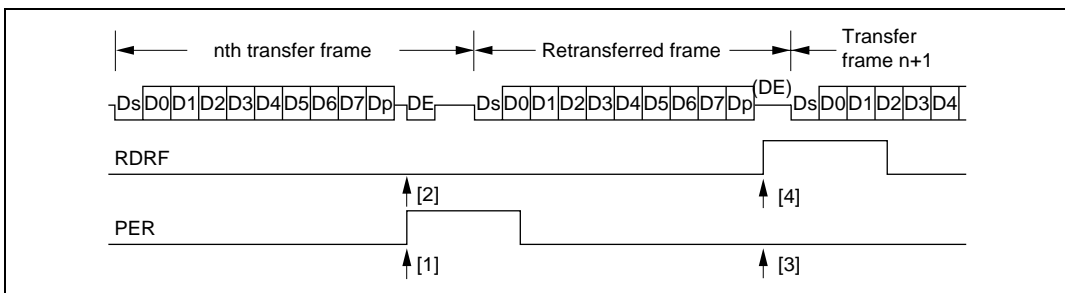 nth transfer frame
Retransferred frame
Transfer
frame n+1
Ds D0 D1 D2 D3 D4 D5 D6 D7 Dp DE Ds D0 D1 D2 D3 D4 D5 D6 D7 Dp (DE) Ds D0 D1 D2 D3 D4
RDRF
[2] [4]
PER
[1] [3]